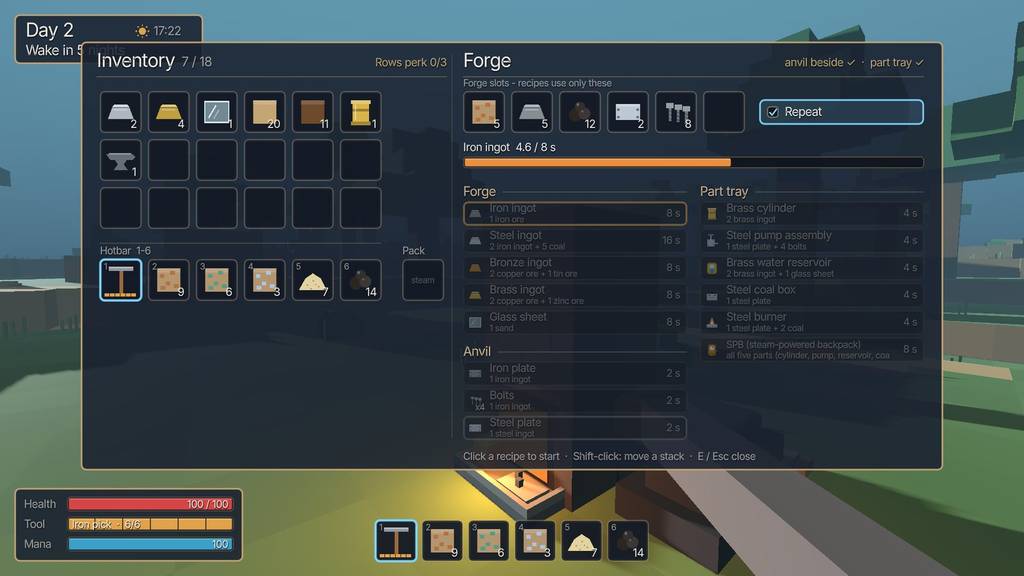 Day 2
17:22
Wake in 5 nights
Inventory 7 / 18
Rows perk 0/3
2
4
1
20
11
1
1
Hotbar 1-6
Pack
1
2
9
3
6
4
3
5
7
6
14
steam
Forge
anvil beside ✓ · part tray ✓
Forge slots - recipes use only these
5
5
12
2
8
Repeat
Iron ingot 4.6 / 8 s
Forge
Iron ingot
1 iron ore
8 s
Steel ingot
2 iron ingot + 5 coal
16 s
Bronze ingot
2 copper ore + 1 tin ore
8 s
Brass ingot
2 copper ore + 1 zinc ore
8 s
Glass sheet
1 sand
8 s
Anvil
Iron plate
1 iron ingot
2 s
x4
Bolts
1 iron ingot
2 s
Steel plate
1 steel ingot
2 s
Part tray
Brass cylinder
2 brass ingot
4 s
Steel pump assembly
1 steel plate + 4 bolts
4 s
Brass water reservoir
2 brass ingot + 1 glass sheet
4 s
Steel coal box
1 steel plate
4 s
Steel burner
1 steel plate + 2 coal
4 s
SPB (steam-powered backpack)
all five parts (cylinder, pump, reservoir, coa
8 s
Click a recipe to start · Shift-click: move a stack · E / Esc close
Health
100 / 100
Tool
Iron pick · 6/6
Mana
100
1
2
9
3
6
4
3
5
7
6
14